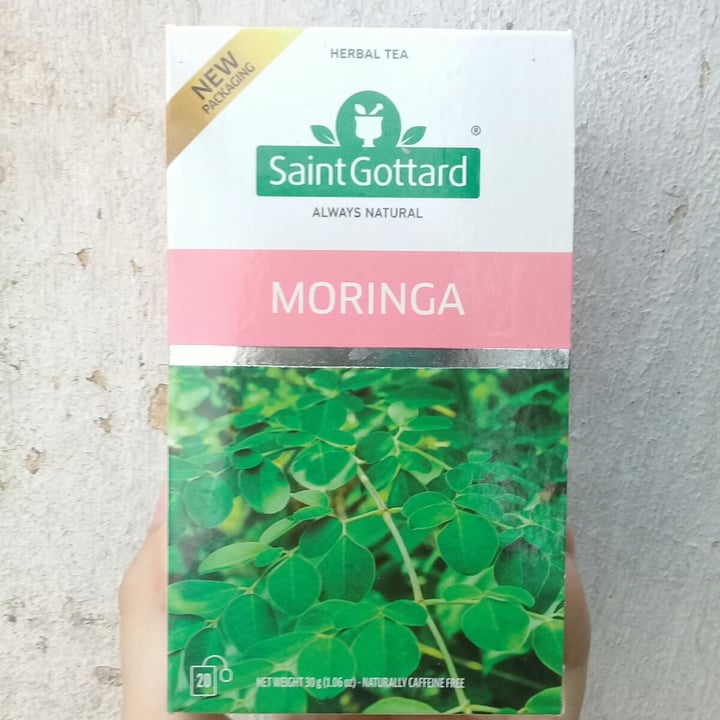 NEW
PACKAGING
HERBAL TEA
®
SaintGottard
ALWAYS NATURAL
MORINGA
20
NET WEIGHT 30 g (1.06 oz) - NATURALLY CAFFEINE FREE